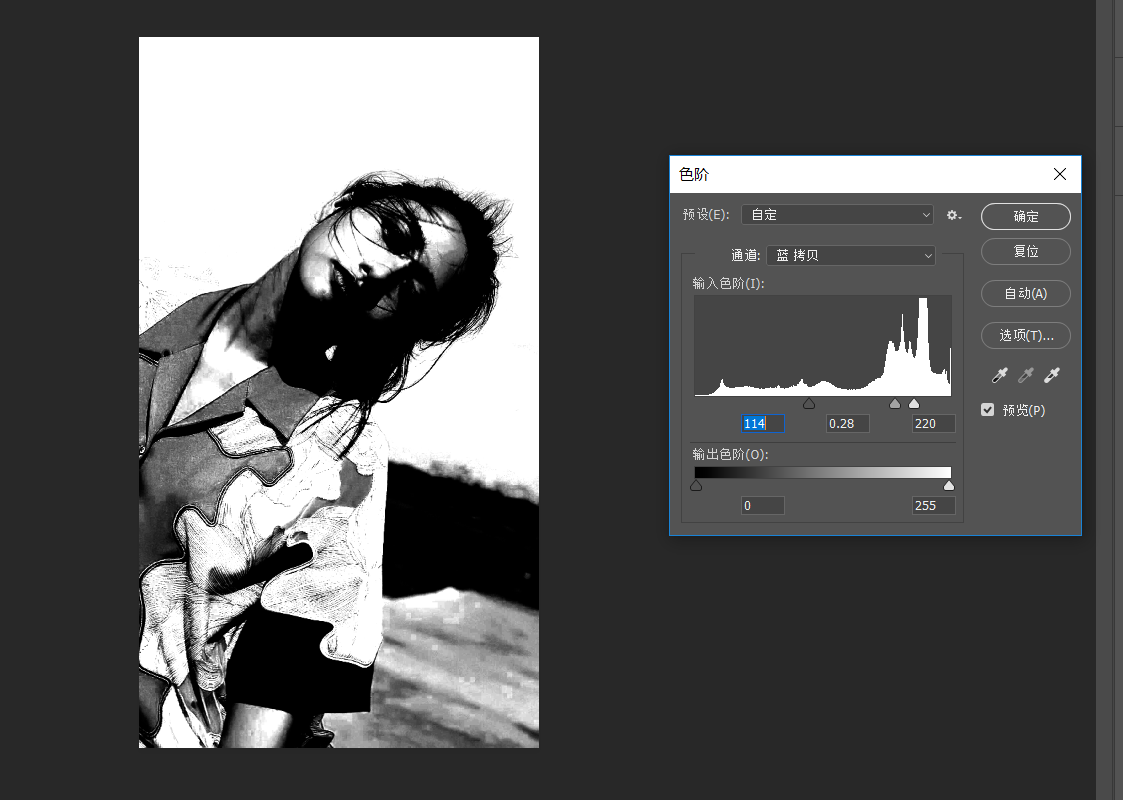 色阶
预设(E): 自定
确定
通道: 蓝 拷贝
复位
输入色阶(I):
自动(A)
选项(T)...
预览(P)
114 0.28 220
输出色阶(O):
0 255